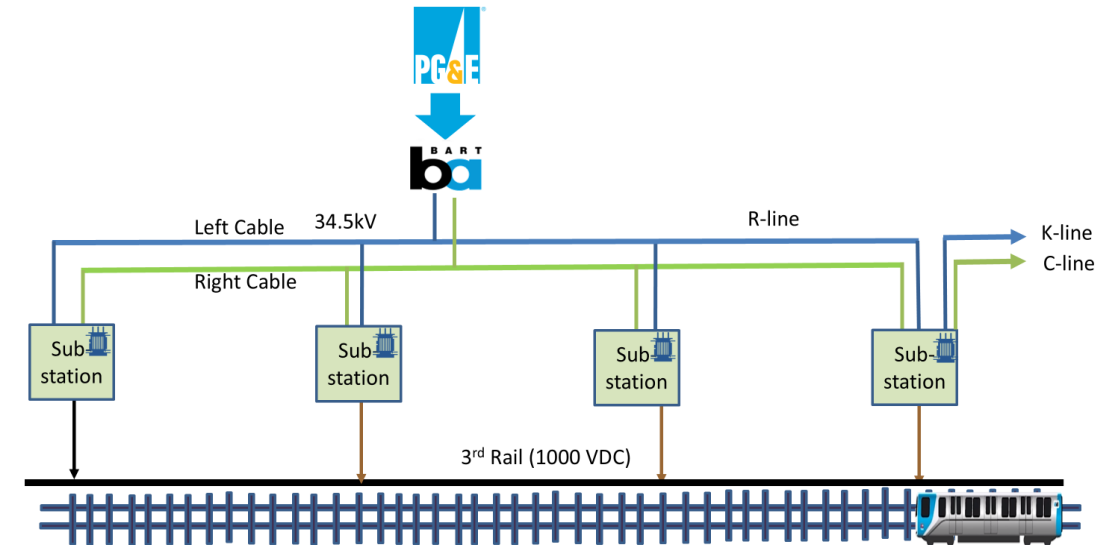 PG&E
BART
ba
Left Cable
34.5kV
R-line
K-line
Right Cable
C-line
Sub
station
Sub
station
Sub
station
Sub-
station
3rd Rail (1000 VDC)